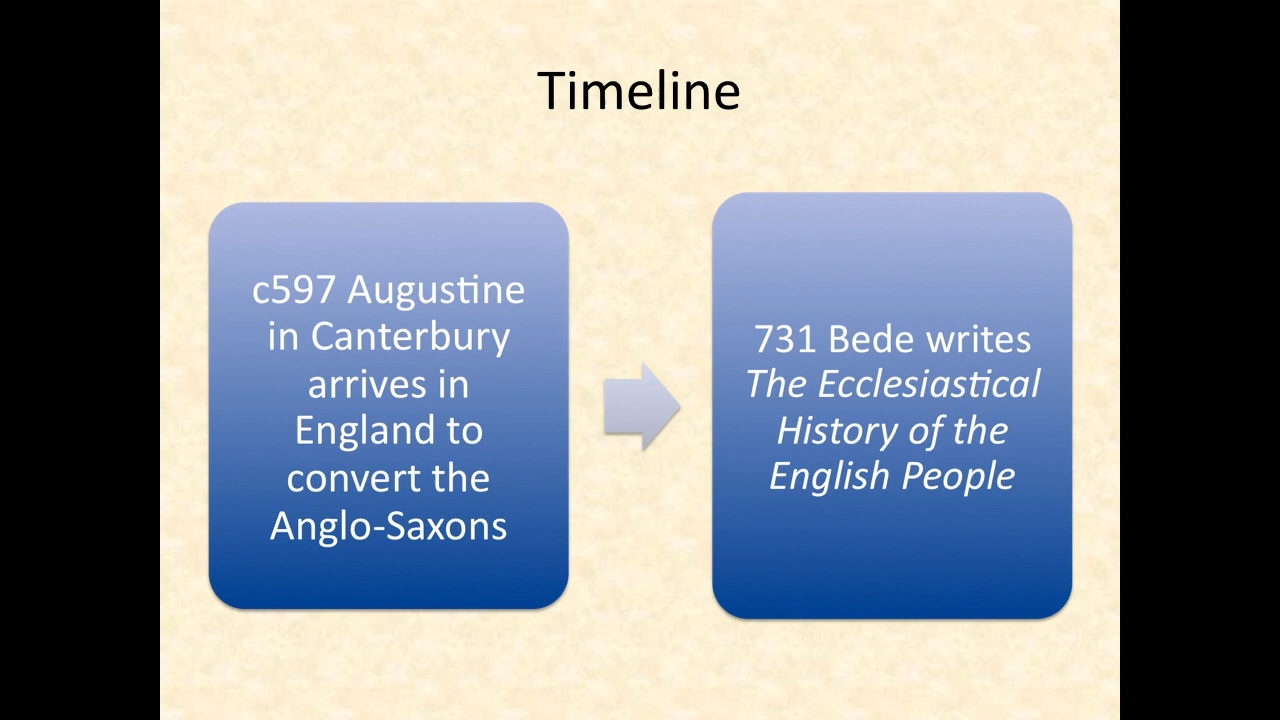 Timeline
c597 Augustine
in Canterbury
arrives in
England to
convert the
Anglo-Saxons
731 Bede writes
The Ecclesiastical
History of the
English People